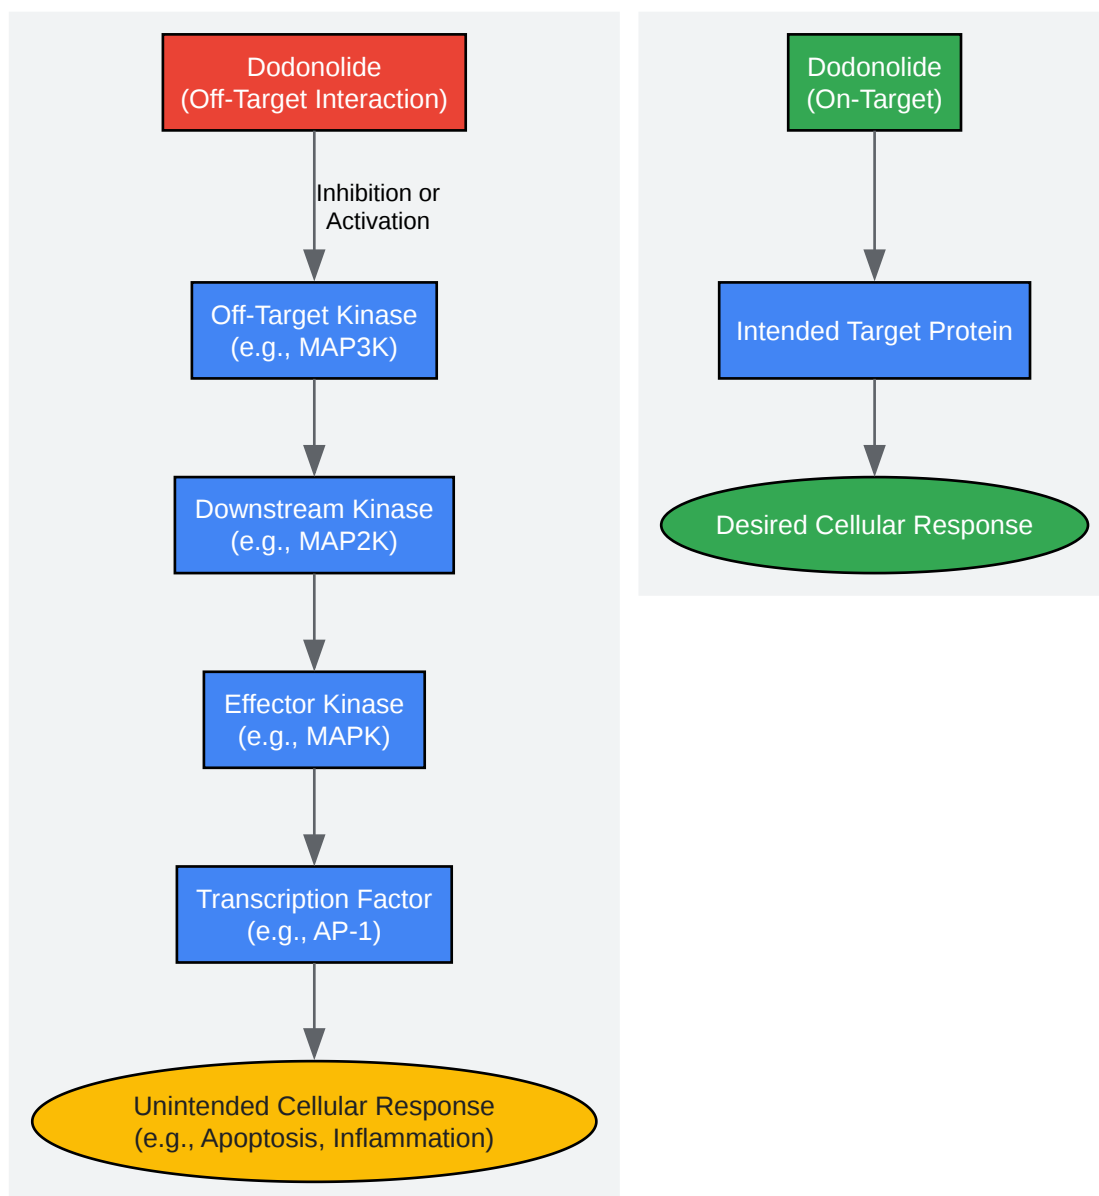 Dodonolide
(Off-Target Interaction)
Inhibition or
Activation
Off-Target Kinase
(e.g., MAP3K)
Downstream Kinase
(e.g., MAP2K)
Effector Kinase
(e.g., MAPK)
Transcription Factor
(e.g., AP-1)
Unintended Cellular Response
(e.g., Apoptosis, Inflammation)
Dodonolide
(On-Target)
Intended Target Protein
Desired Cellular Response